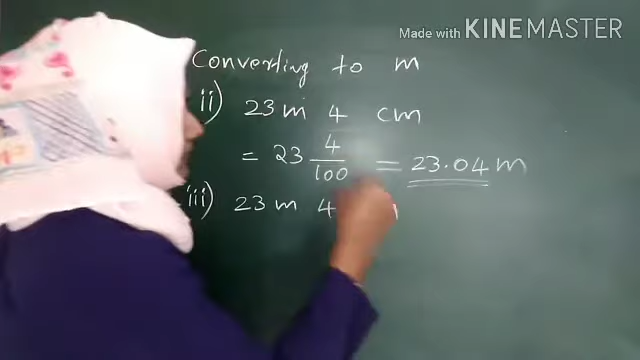 Made with KINEMASTER
Converting to m
ii) 23 m 4 cm
= 23 4/100 = 23.04 m
iii) 23 m 4